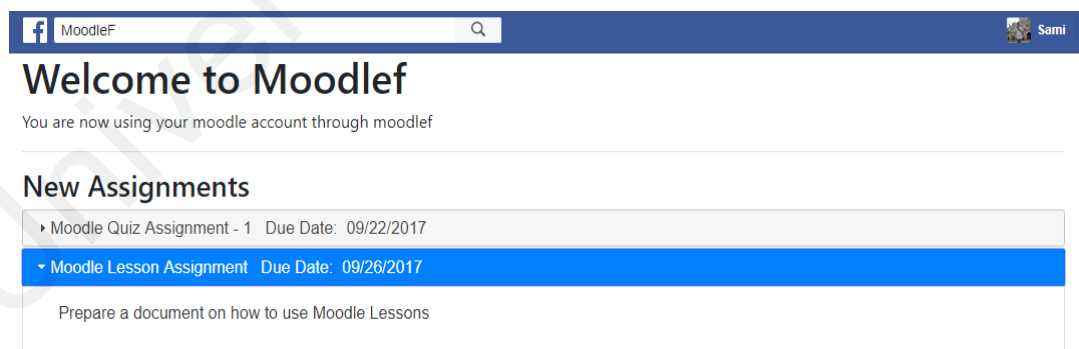 f MoodleF Sami
Welcome to Moodlef
You are now using your moodle account through moodlef
New Assignments
Moodle Quiz Assignment - 1 Due Date: 09/22/2017
Moodle Lesson Assignment Due Date: 09/26/2017
Prepare a document on how to use Moodle Lessons
Univer